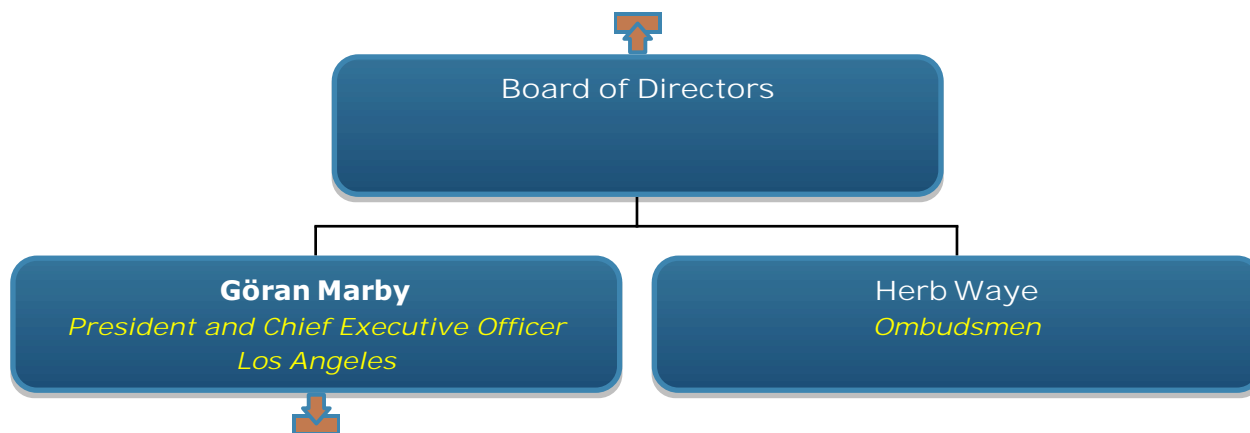 Board of Directors
Göran Marby
President and Chief Executive Officer
Los Angeles
Herb Waye
Ombudsmen